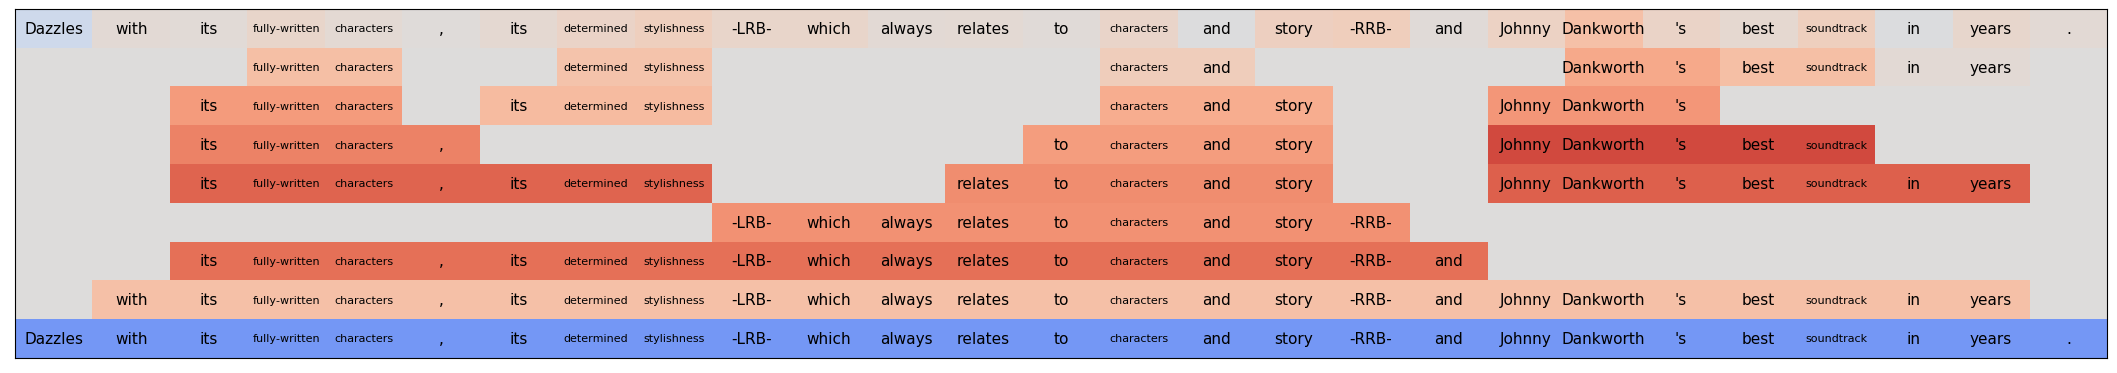 Dazzles with its fully-written characters , its determined stylishness -LRB- which always relates to characters and story -RRB- and Johnny Dankworth 's best soundtrack in years .
fully-written characters determined stylishness characters and Dankworth 's best soundtrack in years
its fully-written characters its determined stylishness characters and story Johnny Dankworth 's
its fully-written characters , to characters and story Johnny Dankworth 's best soundtrack
its fully-written characters , its determined stylishness relates to characters and story Johnny Dankworth 's best soundtrack in years
-LRB- which always relates to characters and story -RRB-
its fully-written characters , its determined stylishness -LRB- which always relates to characters and story -RRB- and
with its fully-written characters , its determined stylishness -LRB- which always relates to characters and story -RRB- and Johnny Dankworth 's best soundtrack in years
Dazzles with its fully-written characters , its determined stylishness -LRB- which always relates to characters and story -RRB- and Johnny Dankworth 's best soundtrack in years .